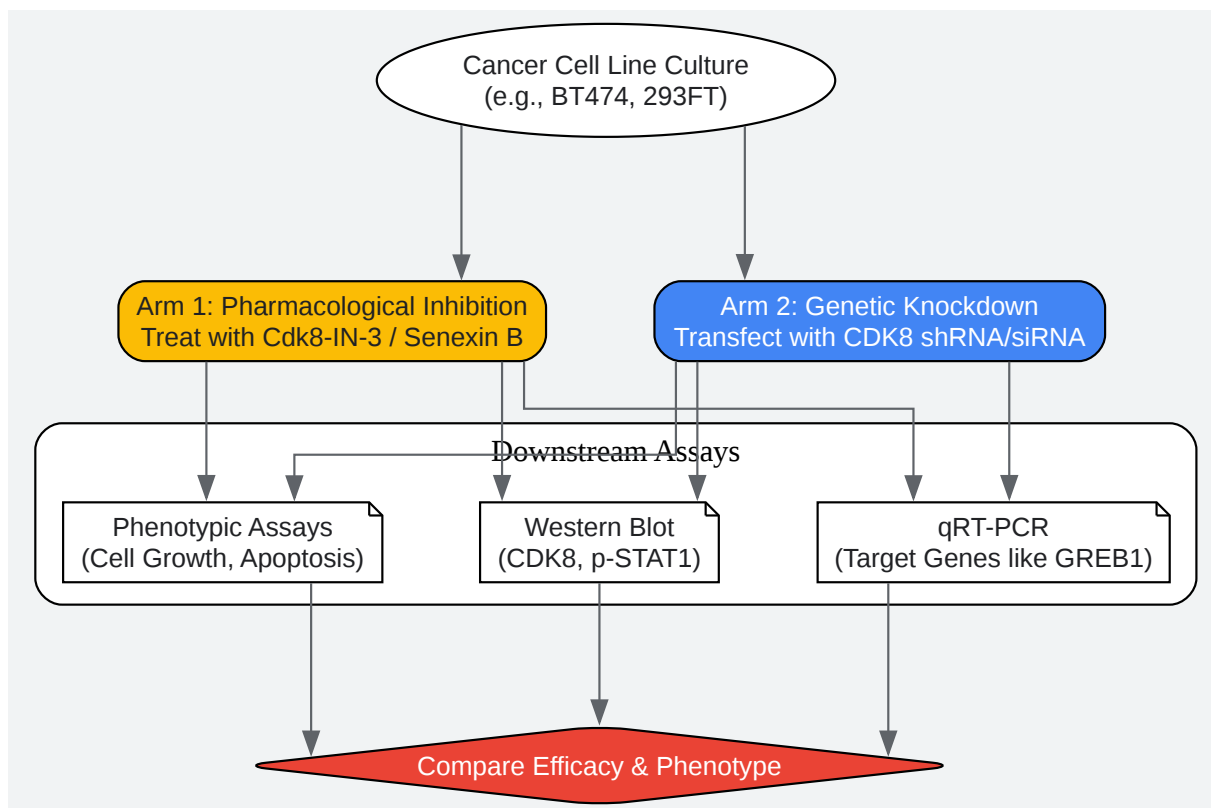 Cancer Cell Line Culture
(e.g., BT474, 293FT)
Arm 1: Pharmacological Inhibition
Treat with Cdk8-IN-3 / Senexin B
Arm 2: Genetic Knockdown
Transfect with CDK8 shRNA/siRNA
Downstream Assays
Phenotypic Assays
(Cell Growth, Apoptosis)
Western Blot
(CDK8, p-STAT1)
qRT-PCR
(Target Genes like GREB1)
Compare Efficacy & Phenotype